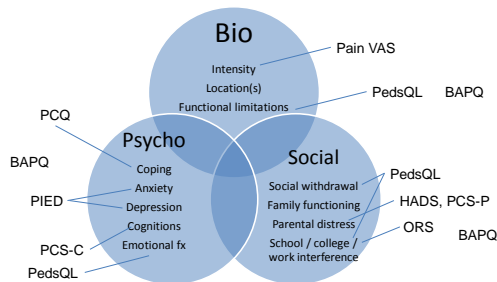 Bio
Intensity
Location(s)
Functional limitations
Pain VAS
PedsQL BAPQ
PCQ
BAPQ
PIED
PCS-C
PedsQL
Psycho
Coping
Anxiety
Depression
Cognitions
Emotional fx
Social
Social withdrawal
Family functioning
Parental distress
School / college /
work interference
PedsQL
HADS, PCS-P
ORS
BAPQ